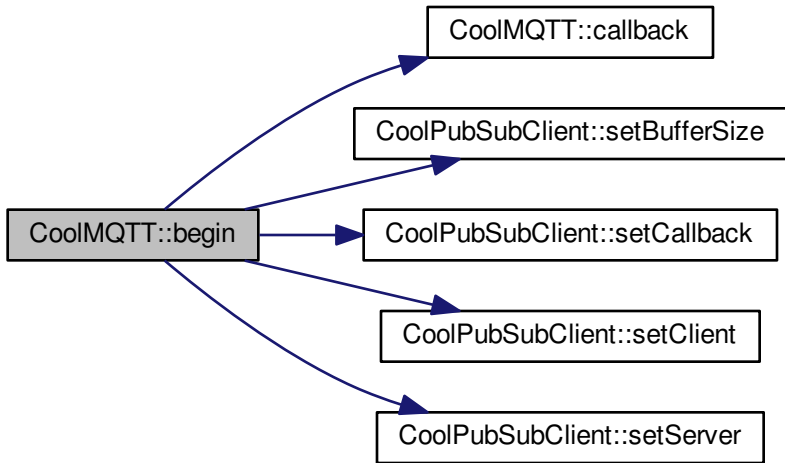 CoolMQTT::callback
CoolPubSubClient::setBufferSize
CoolMQTT::begin
CoolPubSubClient::setCallback
CoolPubSubClient::setClient
CoolPubSubClient::setServer